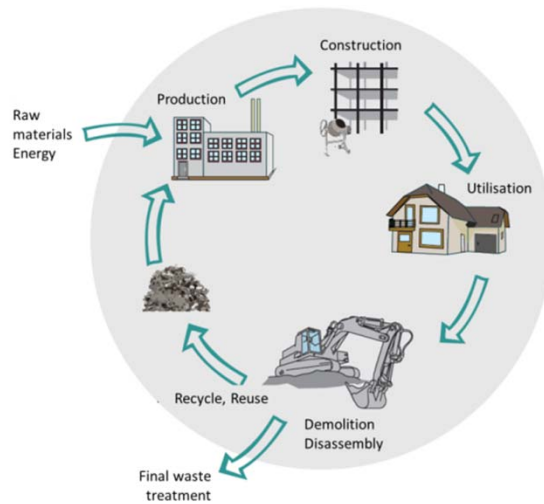 Construction
Production
Raw
materials
Energy
Utilisation
Recycle, Reuse
Demolition
Disassembly
Final waste
treatment